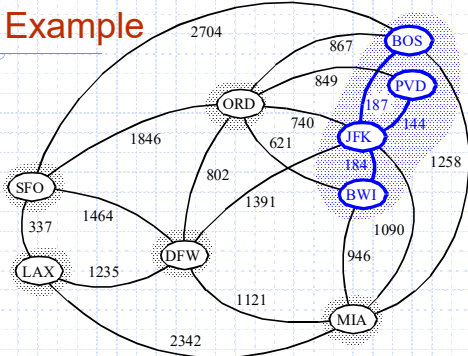 Example
2704
BOS
867
849
PVD
ORD
187
144
740
JFK
1846
621
184
1258
802
SFO
1391
BWI
1464
1090
337
DFW
946
LAX
1235
1121
MIA
2342